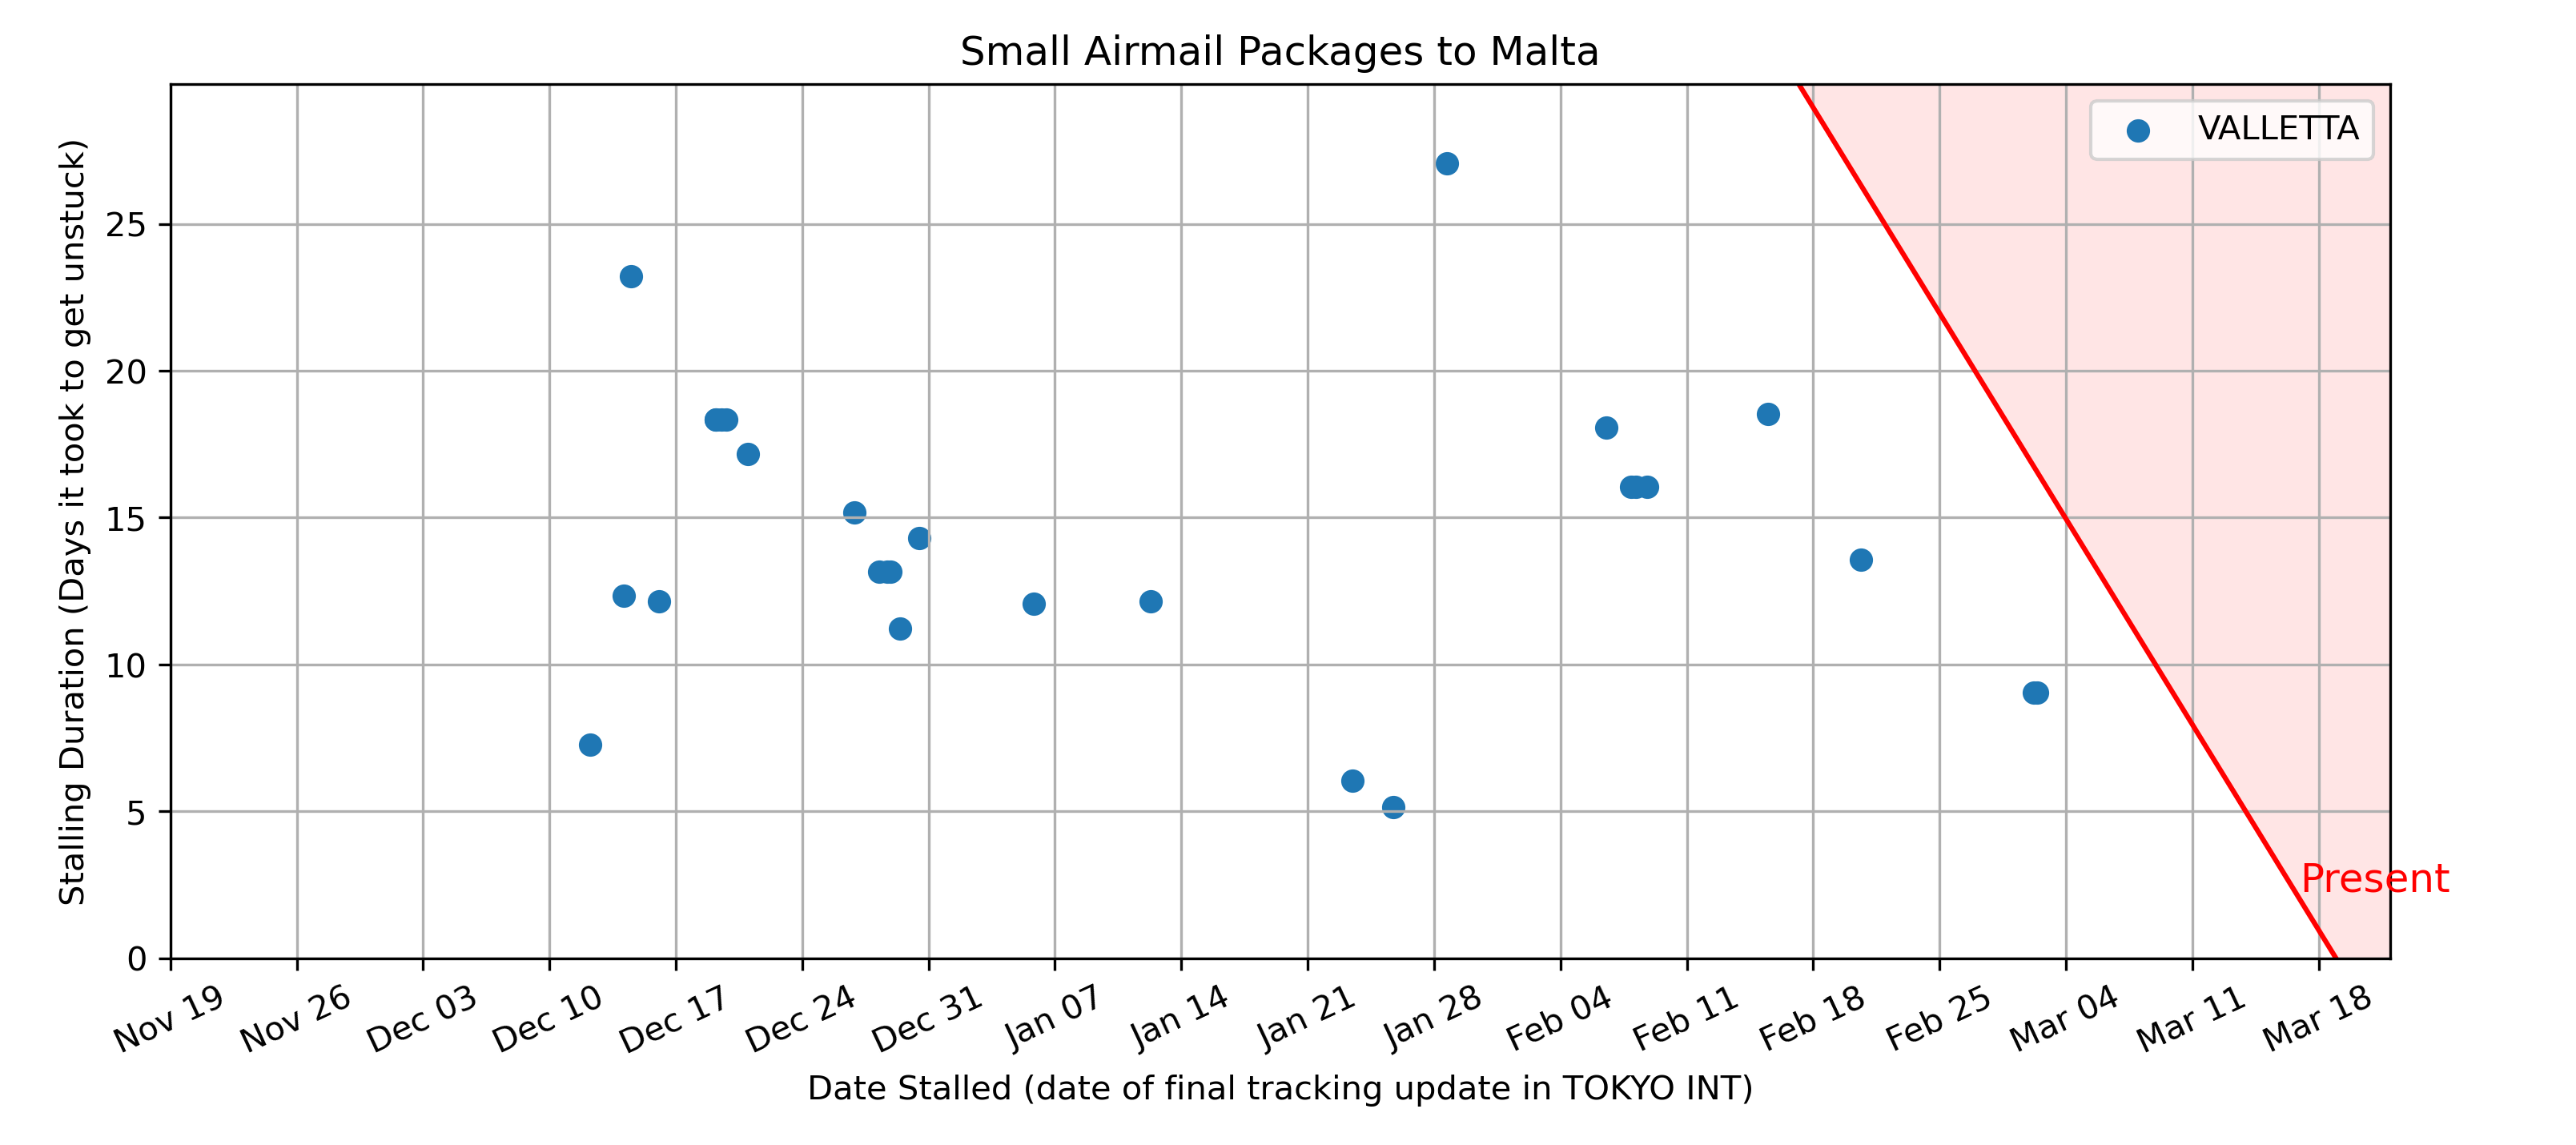 Small Airmail Packages to Malta
VALLETTA
Stalling Duration (Days it took to get unstuck)
25
20
15
10
5
0
Present
Nov 19
Nov 26
Dec 03
Dec 10
Dec 17
Dec 24
Dec 31
Jan 07
Jan 14
Jan 21
Jan 28
Feb 04
Feb 11
Feb 18
Feb 25
Mar 04
Mar 11
Mar 18
Date Stalled (date of final tracking update in TOKYO INT)